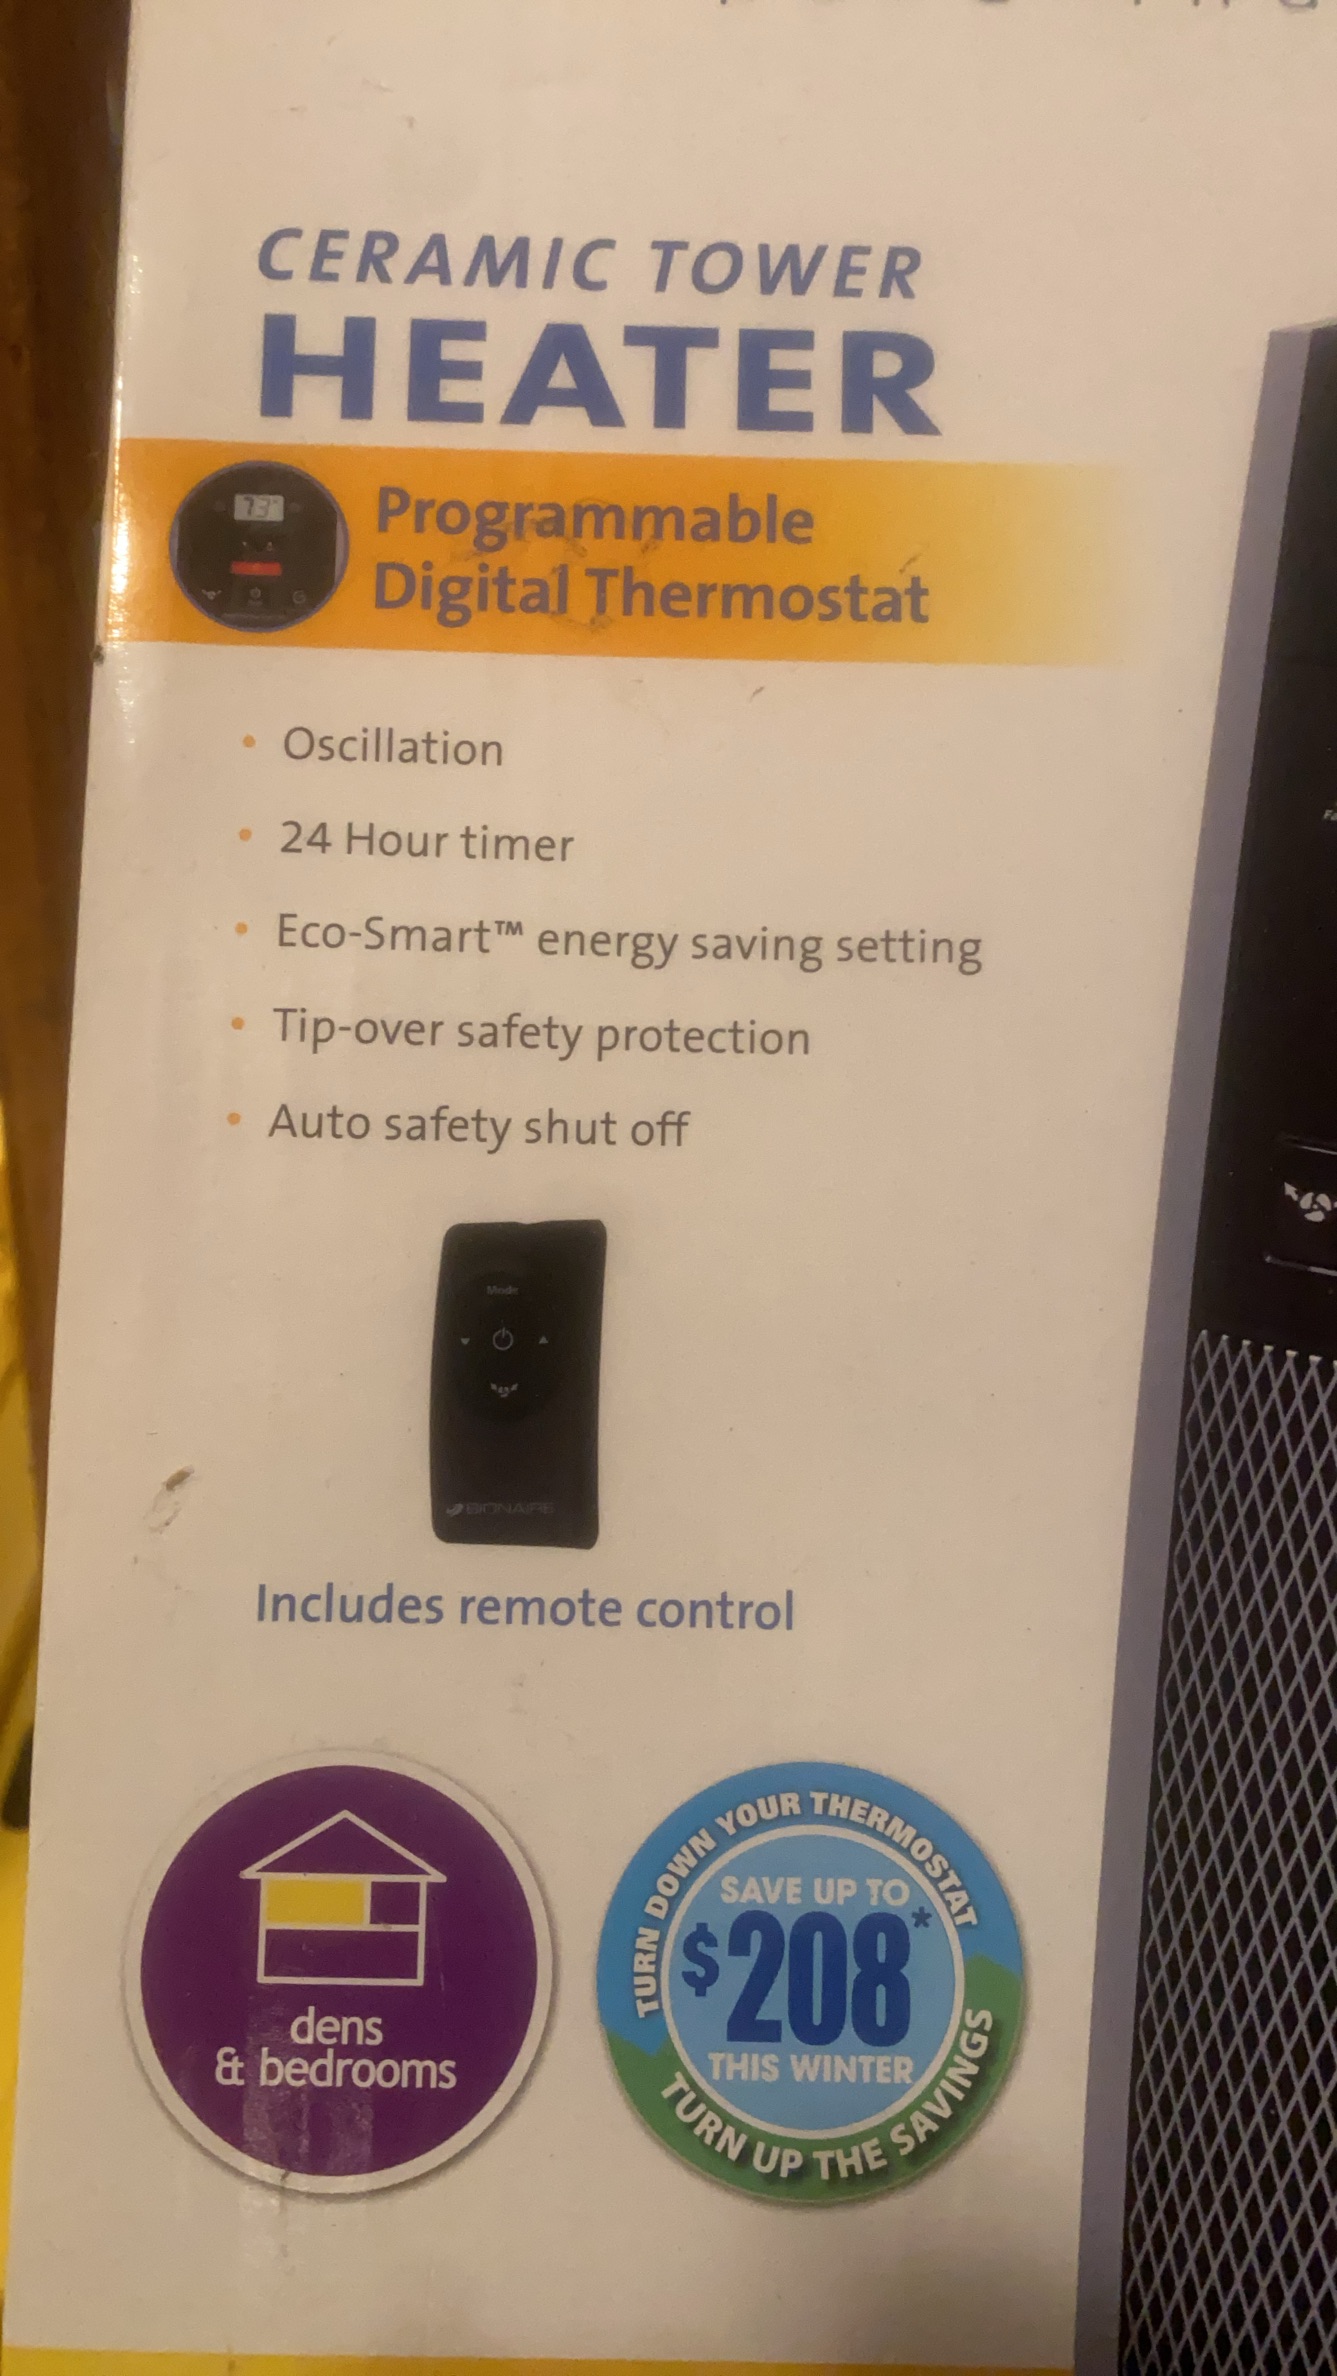 CERAMIC TOWER
HEATER
73°
Programmable
Digital Thermostat
• Oscillation
• 24 Hour timer
• Eco-Smart™ energy saving setting
• Tip-over safety protection
• Auto safety shut off
Mode
BIONAIRE
Includes remote control
dens
& bedrooms
TURN DOWN YOUR THERMOSTAT
SAVE UP TO
$208*
THIS WINTER
TURN UP THE SAVINGS